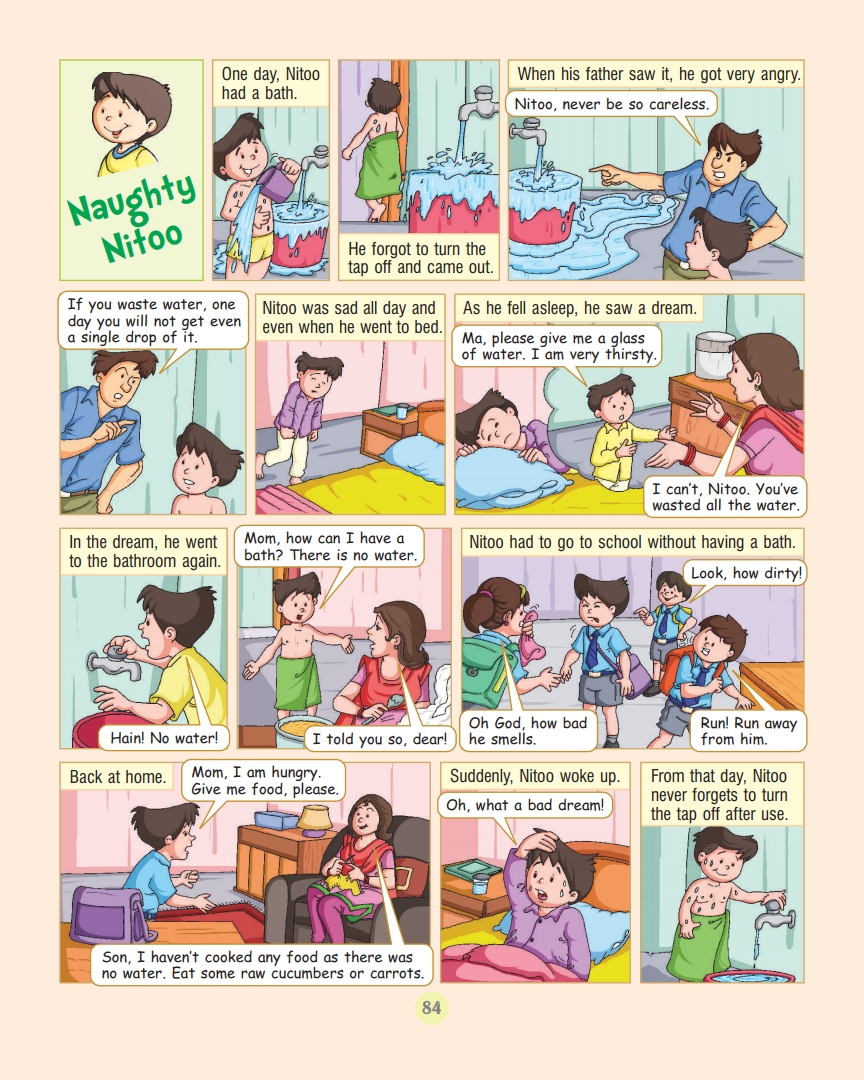 Naughty
Nitoo
One day, Nitoo
had a bath.
He forgot to turn the
tap off and came out.
When his father saw it, he got very angry.
Nitoo, never be so careless.
If you waste water, one
day you will not get even
a single drop of it.
Nitoo was sad all day and
even when he went to bed.
As he fell asleep, he saw a dream.
Ma, please give me a glass
of water. I am very thirsty.
I can't, Nitoo. You've
wasted all the water.
In the dream, he went
to the bathroom again.
Hain! No water!
Mom, how can I have a
bath? There is no water.
I told you so, dear!
Nitoo had to go to school without having a bath.
Look, how dirty!
Oh God, how bad
he smells.
Run! Run away
from him.
Back at home.
Mom, I am hungry.
Give me food, please.
Son, I haven't cooked any food as there was
no water. Eat some raw cucumbers or carrots.
Suddenly, Nitoo woke up.
Oh, what a bad dream!
From that day, Nitoo
never forgets to turn
the tap off after use.
84